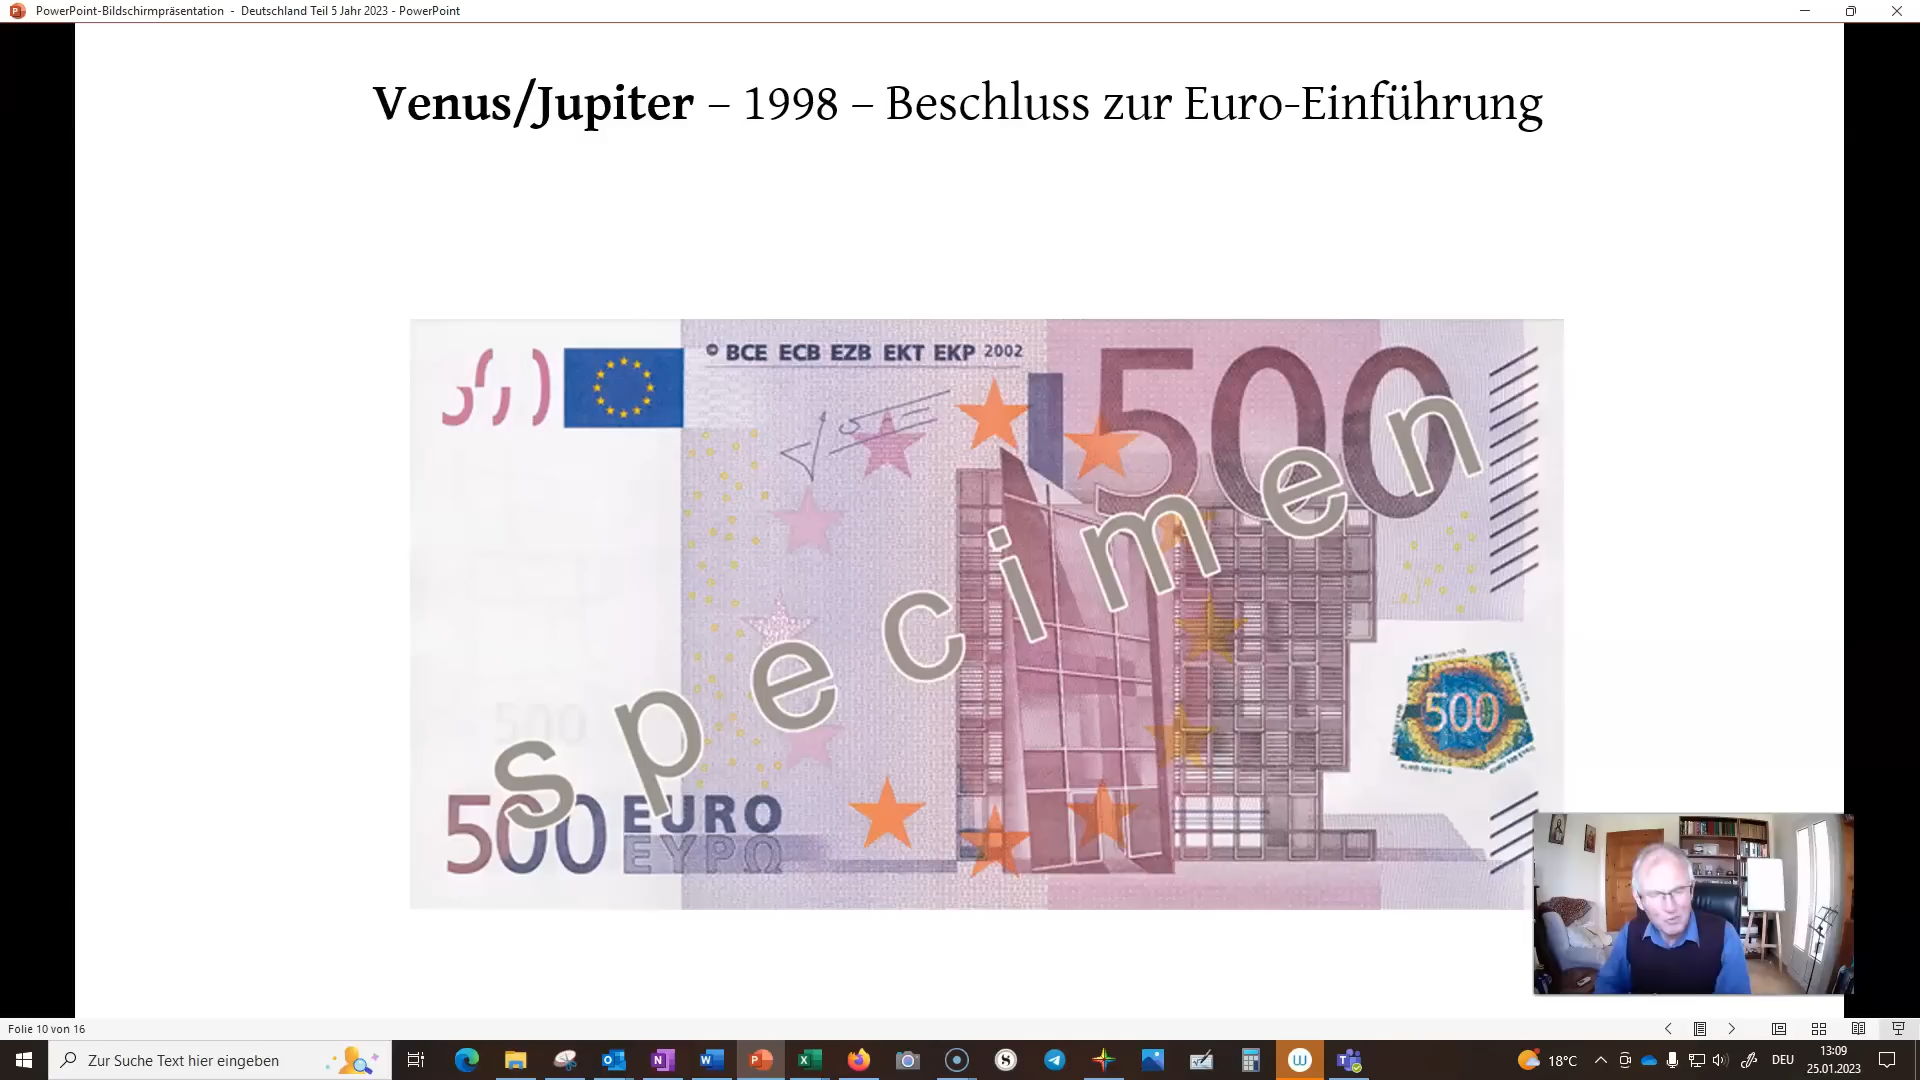 PowerPoint-Bildschirmpräsentation - Deutschland Teil 5 Jahr 2023 - PowerPoint
Venus/Jupiter – 1998 – Beschluss zur Euro-Einführung
© BCE ECB EZB EKT EKP 2002
500
specimen
500
500
500 EURO
ΕΥΡΩ
Folie 10 von 16
Zur Suche Text hier eingeben
18°C
DEU
13:09
25.01.2023